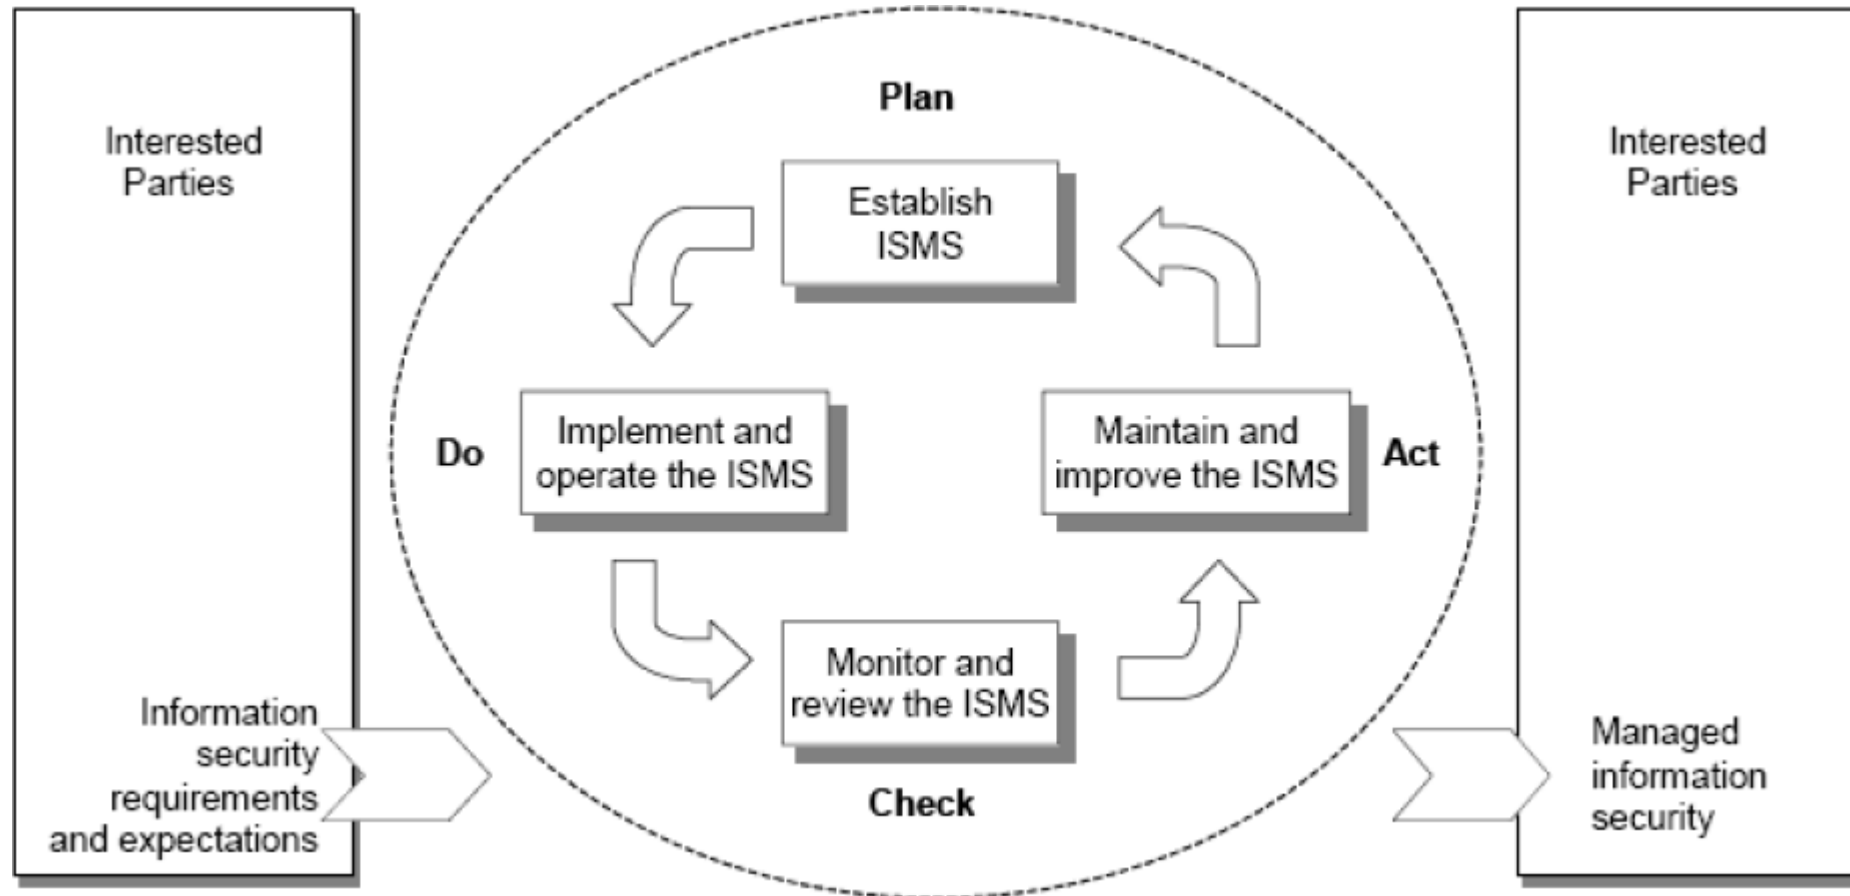 Interested
Parties
Information
security
requirements
and expectations
Plan
Establish
ISMS
Do
Implement and
operate the ISMS
Maintain and
improve the ISMS
Act
Monitor and
review the ISMS
Check
Interested
Parties
Managed
information
security